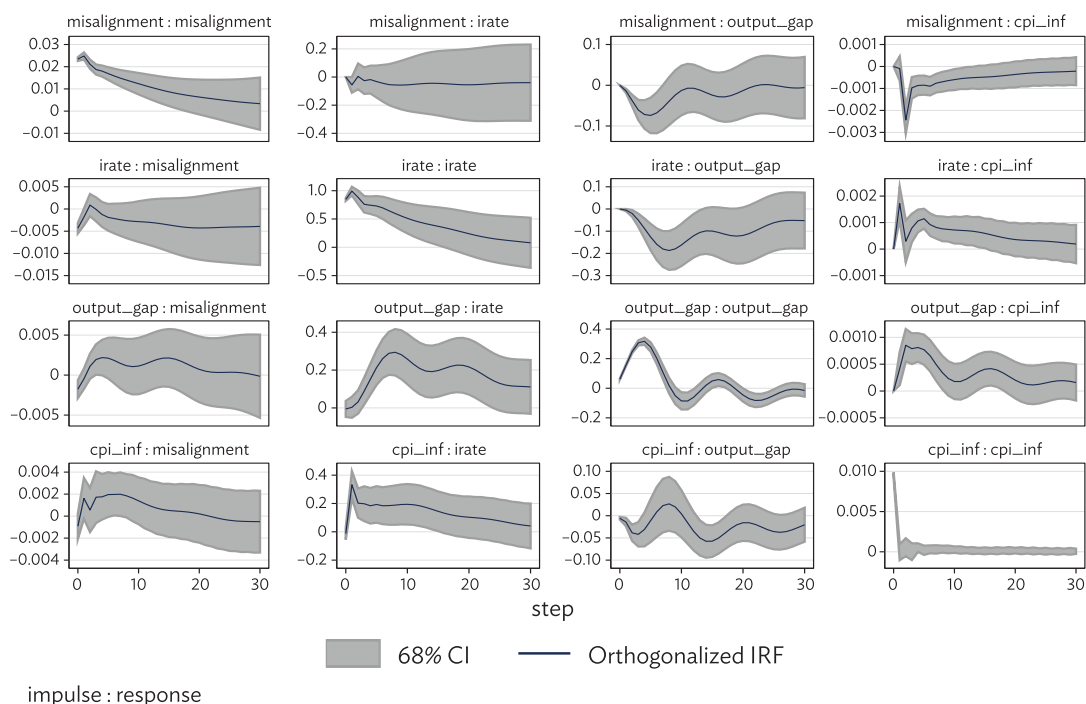 misalignment : misalignment
0.03
0.02
0.01
0
−0.01
misalignment : irate
0.2
0
−0.2
−0.4
misalignment : output_gap
0.1
0
−0.1
misalignment : cpi_inf
0.001
0.000
−0.001
−0.002
−0.003
irate : misalignment
0.005
0
−0.005
−0.010
−0.015
irate : irate
1.0
0.5
0
−0.5
irate : output_gap
0.1
0
−0.1
−0.2
−0.3
irate : cpi_inf
0.002
0.001
0.000
−0.001
output_gap : misalignment
0.005
0
−0.005
output_gap : irate
0.4
0.2
0
output_gap : output_gap
0.4
0.2
0
−0.2
output_gap : cpi_inf
0.0010
0.0005
0.0000
−0.0005
cpi_inf : misalignment
0.004
0.002
0
−0.002
−0.004
0 10 20 30
cpi_inf : irate
0.4
0.2
0
−0.2
0 10 20 30
cpi_inf : output_gap
0.10
0.05
0
−0.05
−0.10
0 10 20 30
cpi_inf : cpi_inf
0.010
0.005
0
0 10 20 30
step
68% CI
Orthogonalized IRF
impulse : response